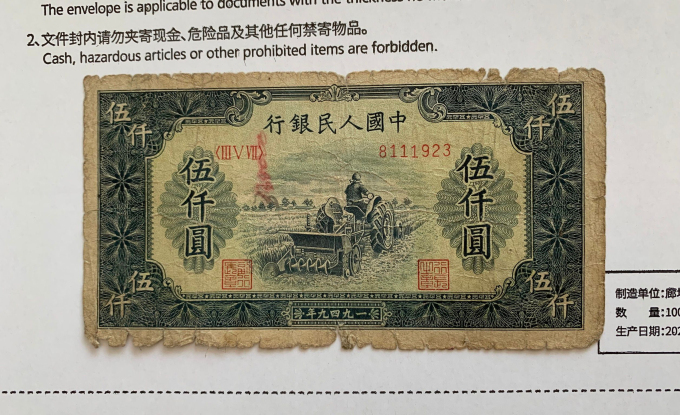 The envelope is applicable to documents with the thickness no
2、文件封内请勿夹寄现金、危险品及其他任何禁寄物品。
Cash, hazardous articles or other prohibited items are forbidden.
伍仟
伍仟
行銀民人國中
〈III V VII〉
8111923
伍仟圓
伍仟圓
伍仟
伍仟
年九四九一
制造单位:廊
数 量:100
生产日期:202